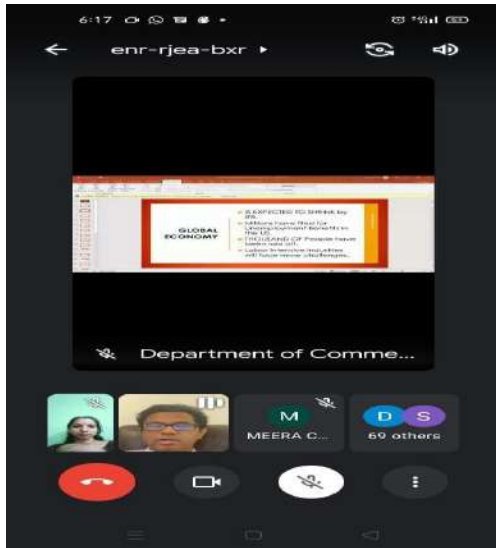 6:17
enr-rjea-bxr
GLOBAL
ECONOMY
IS EXPECTED TO SHRINK by
Millions have filed for
unemployment benefits in
the US.
THOUSAND OF People have
been laid off.
Labor intensive industries
will have more challenges.
Department of Comme...
M
MEERA C...
D S
69 others